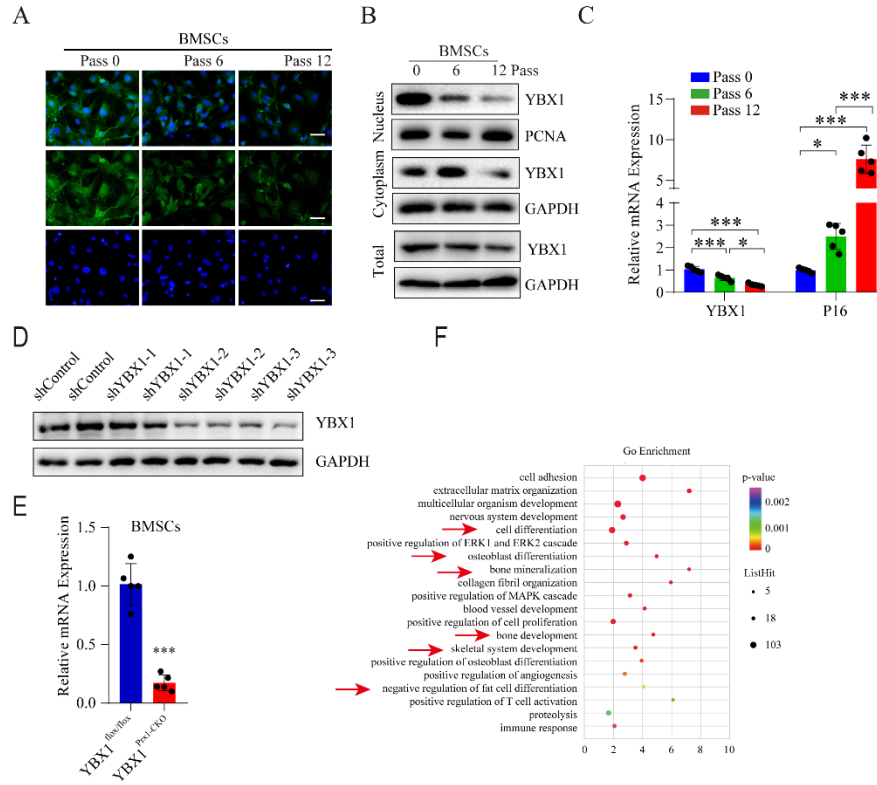 A
BMSCs
Pass 0 Pass 6 Pass 12
B
BMSCs
0 6 12 Pass
Nucleus
YBX1
PCNA
Cytoplasm
YBX1
GAPDH
Total
YBX1
GAPDH
C
Pass 0
Pass 6
Pass 12
Relative mRNA Expression
15
10
5
4
3
2
1
0
*** * *** *** *** *
YBX1 P16
D
shControl shControl shYBX1-1 shYBX1-1 shYBX1-2 shYBX1-2 shYBX1-3 shYBX1-3
YBX1
GAPDH
E
BMSCs
Relative mRNA Expression
1.5
1.0
0.5
0.0
***
YBX1flox/flox YBX1Prx1-CKO
F
Go Enrichment
cell adhesion
extracellular matrix organization
multicellular organism development
nervous system development
cell differentiation
positive regulation of ERK1 and ERK2 cascade
osteoblast differentiation
bone mineralization
collagen fibril organization
positive regulation of MAPK cascade
blood vessel development
positive regulation of cell proliferation
bone development
skeletal system development
positive regulation of osteoblast differentiation
positive regulation of angiogenesis
negative regulation of fat cell differentiation
positive regulation of T cell activation
proteolysis
immune response
0 2 4 6 8 10
p-value
0.002
0.001
0
ListHit
5
18
103